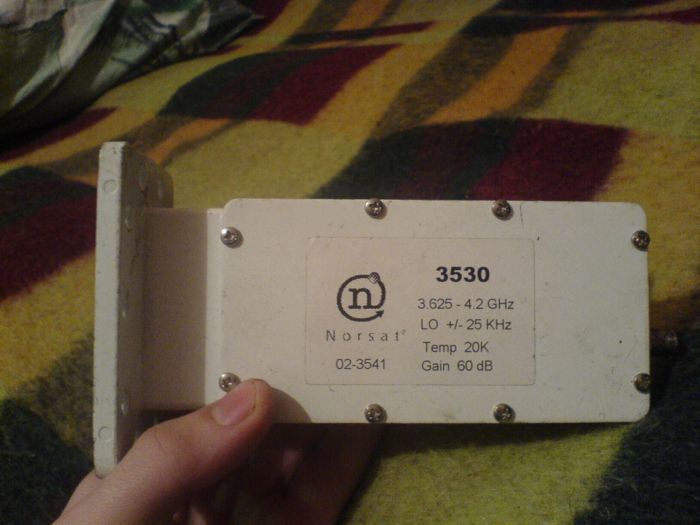 n
Norsat
02-3541
3530
3.625 - 4.2 GHz
LO +/- 25 KHz
Temp 20K
Gain 60 dB